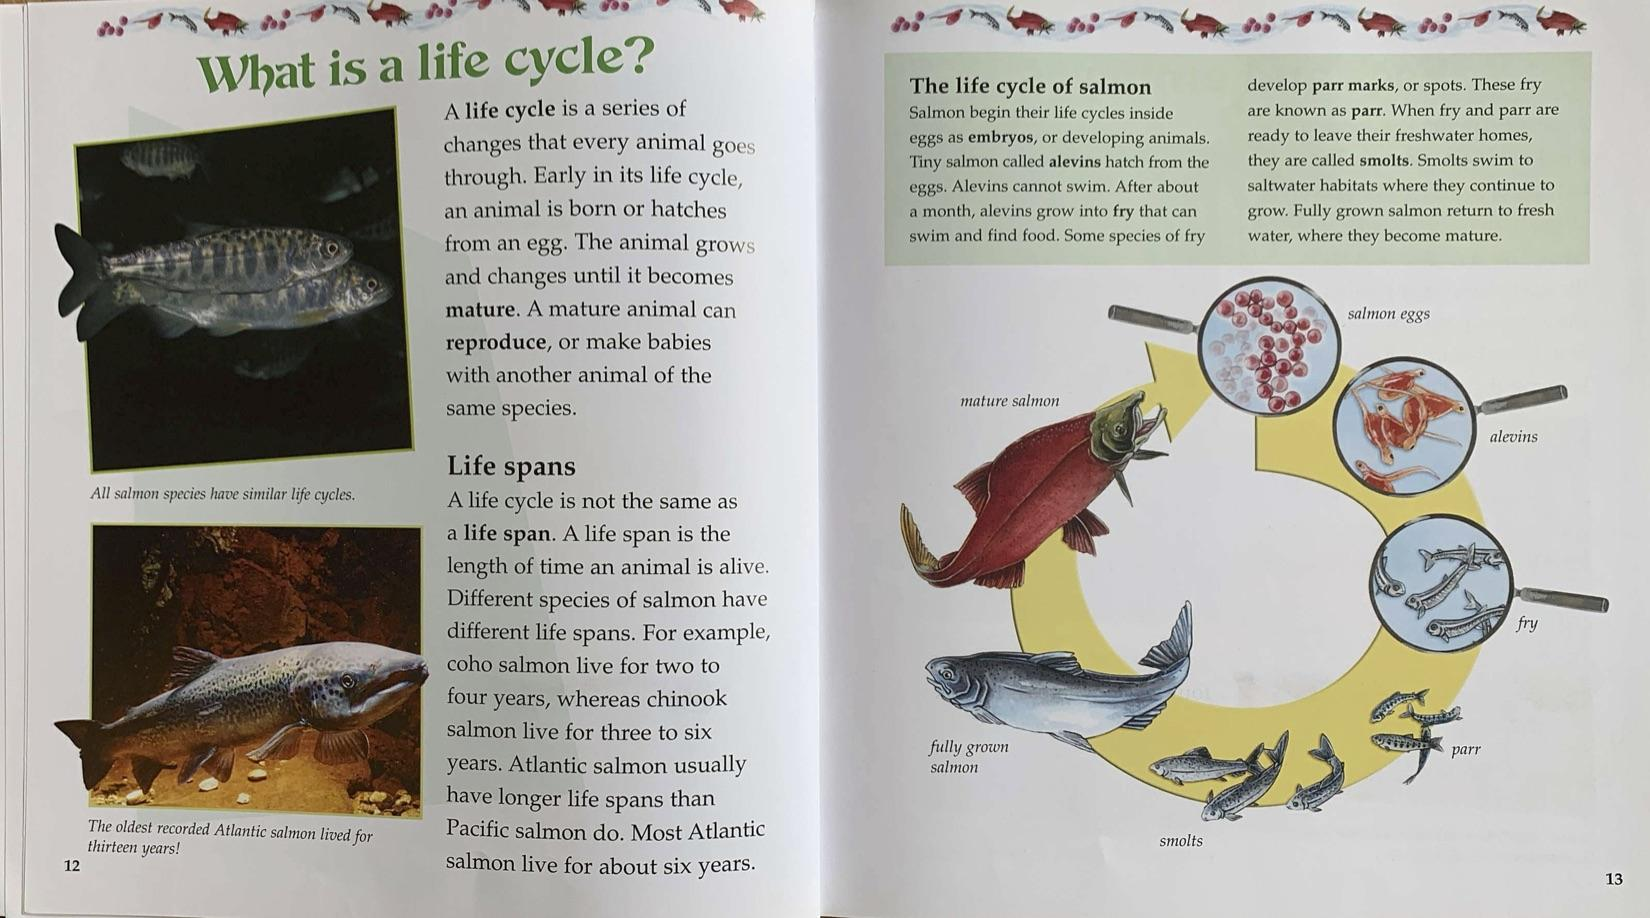 What is a life cycle?
A life cycle is a series of
changes that every animal goes
through. Early in its life cycle,
an animal is born or hatches
from an egg. The animal grows
and changes until it becomes
mature. A mature animal can
reproduce, or make babies
with another animal of the
same species.
All salmon species have similar life cycles.
Life spans
A life cycle is not the same as
a life span. A life span is the
length of time an animal is alive.
Different species of salmon have
different life spans. For example,
coho salmon live for two to
four years, whereas chinook
salmon live for three to six
years. Atlantic salmon usually
have longer life spans than
Pacific salmon do. Most Atlantic
salmon live for about six years.
The oldest recorded Atlantic salmon lived for
thirteen years!
12
The life cycle of salmon
Salmon begin their life cycles inside
eggs as embryos, or developing animals.
Tiny salmon called alevins hatch from the
eggs. Alevins cannot swim. After about
a month, alevins grow into fry that can
swim and find food. Some species of fry
develop parr marks, or spots. These fry
are known as parr. When fry and parr are
ready to leave their freshwater homes,
they are called smolts. Smolts swim to
saltwater habitats where they continue to
grow. Fully grown salmon return to fresh
water, where they become mature.
salmon eggs
alevins
fry
parr
smolts
fully grown
salmon
mature salmon
13